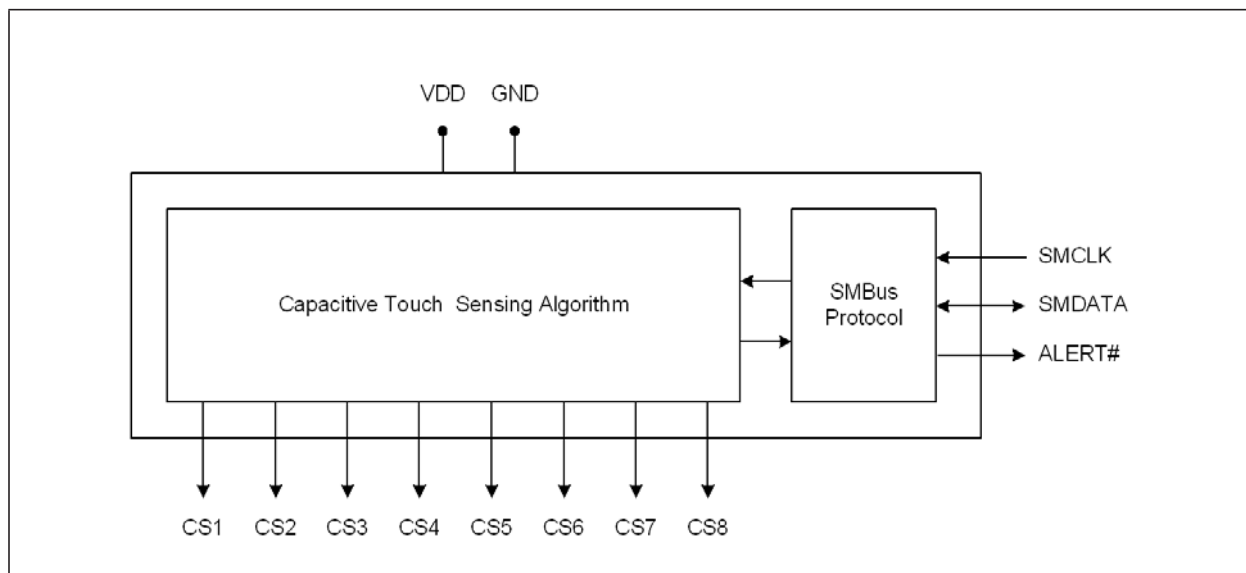 VDD GND
Capacitive Touch Sensing Algorithm
SMBus
Protocol
SMCLK
SMDATA
ALERT#
CS1 CS2 CS3 CS4 CS5 CS6 CS7 CS8